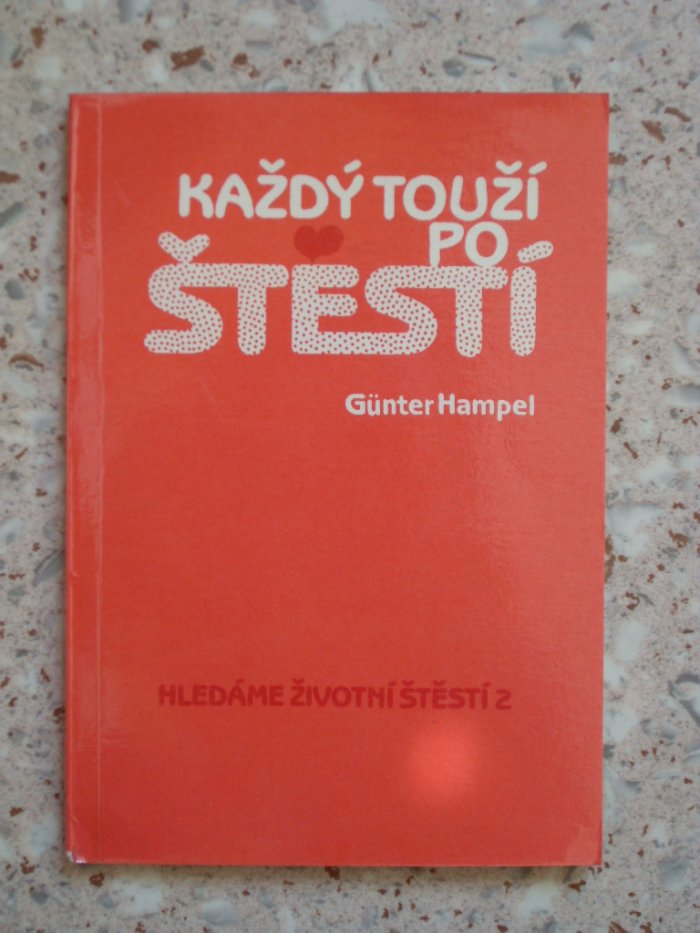 KAŽDÝ TOUŽÍ
PO
ŠTĚSTÍ
Günter Hampel
HLEDÁME ŽIVOTNÍ ŠTĚSTÍ 2